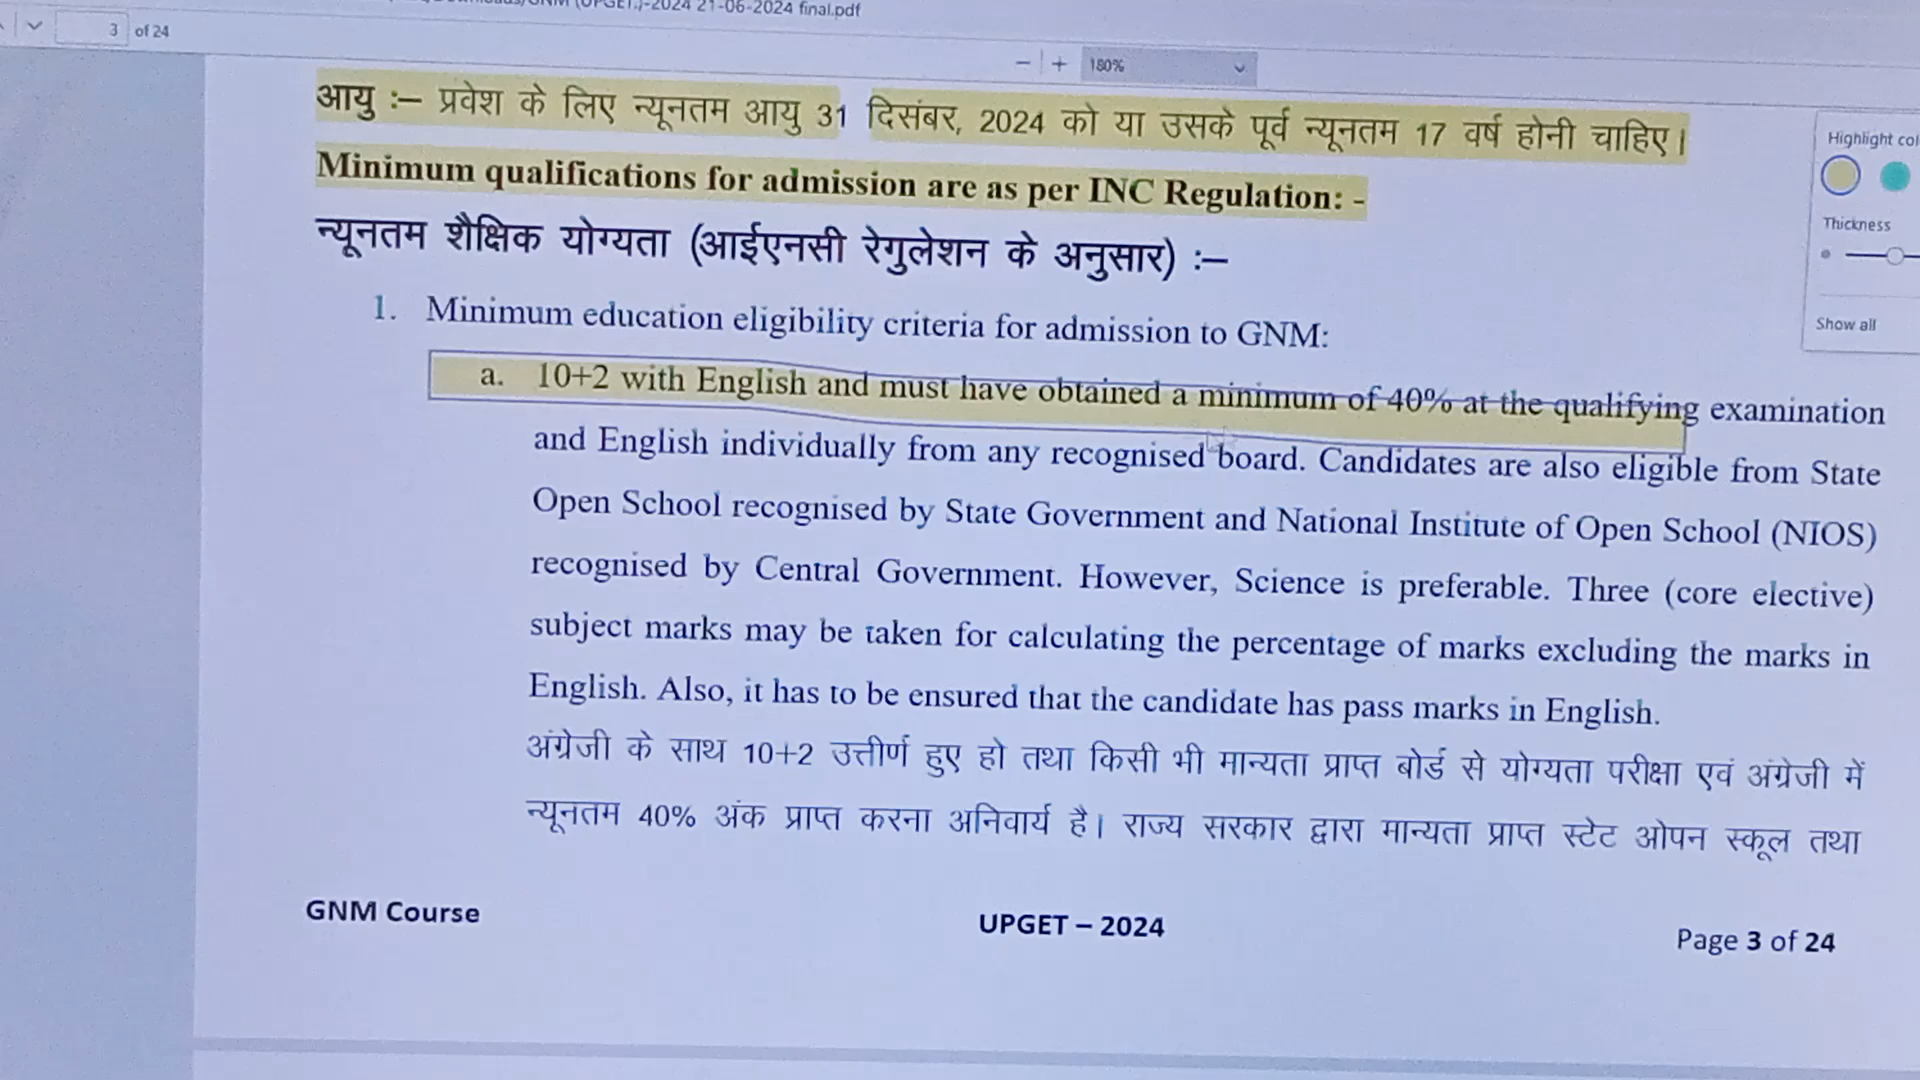 2024 21-06-2024 final.pdf
3 of 24
180%
आयु :– प्रवेश के लिए न्यूनतम आयु 31 दिसंबर, 2024 को या उसके पूर्व न्यूनतम 17 वर्ष होनी चाहिए।
Highlight col
Minimum qualifications for admission are as per INC Regulation: -
Thickness
न्यूनतम शैक्षिक योग्यता (आईएनसी रेगुलेशन के अनुसार) :–
Show all
1. Minimum education eligibility criteria for admission to GNM:
a. 10+2 with English and must have obtained a minimum of 40% at the qualifying examination
and English individually from any recognised board. Candidates are also eligible from State
Open School recognised by State Government and National Institute of Open School (NIOS)
recognised by Central Government. However, Science is preferable. Three (core elective)
subject marks may be taken for calculating the percentage of marks excluding the marks in
English. Also, it has to be ensured that the candidate has pass marks in English.
अंग्रेजी के साथ 10+2 उत्तीर्ण हुए हो तथा किसी भी मान्यता प्राप्त बोर्ड से योग्यता परीक्षा एवं अंग्रेजी में
न्यूनतम 40% अंक प्राप्त करना अनिवार्य है। राज्य सरकार द्वारा मान्यता प्राप्त स्टेट ओपन स्कूल तथा
GNM Course
UPGET – 2024
Page 3 of 24